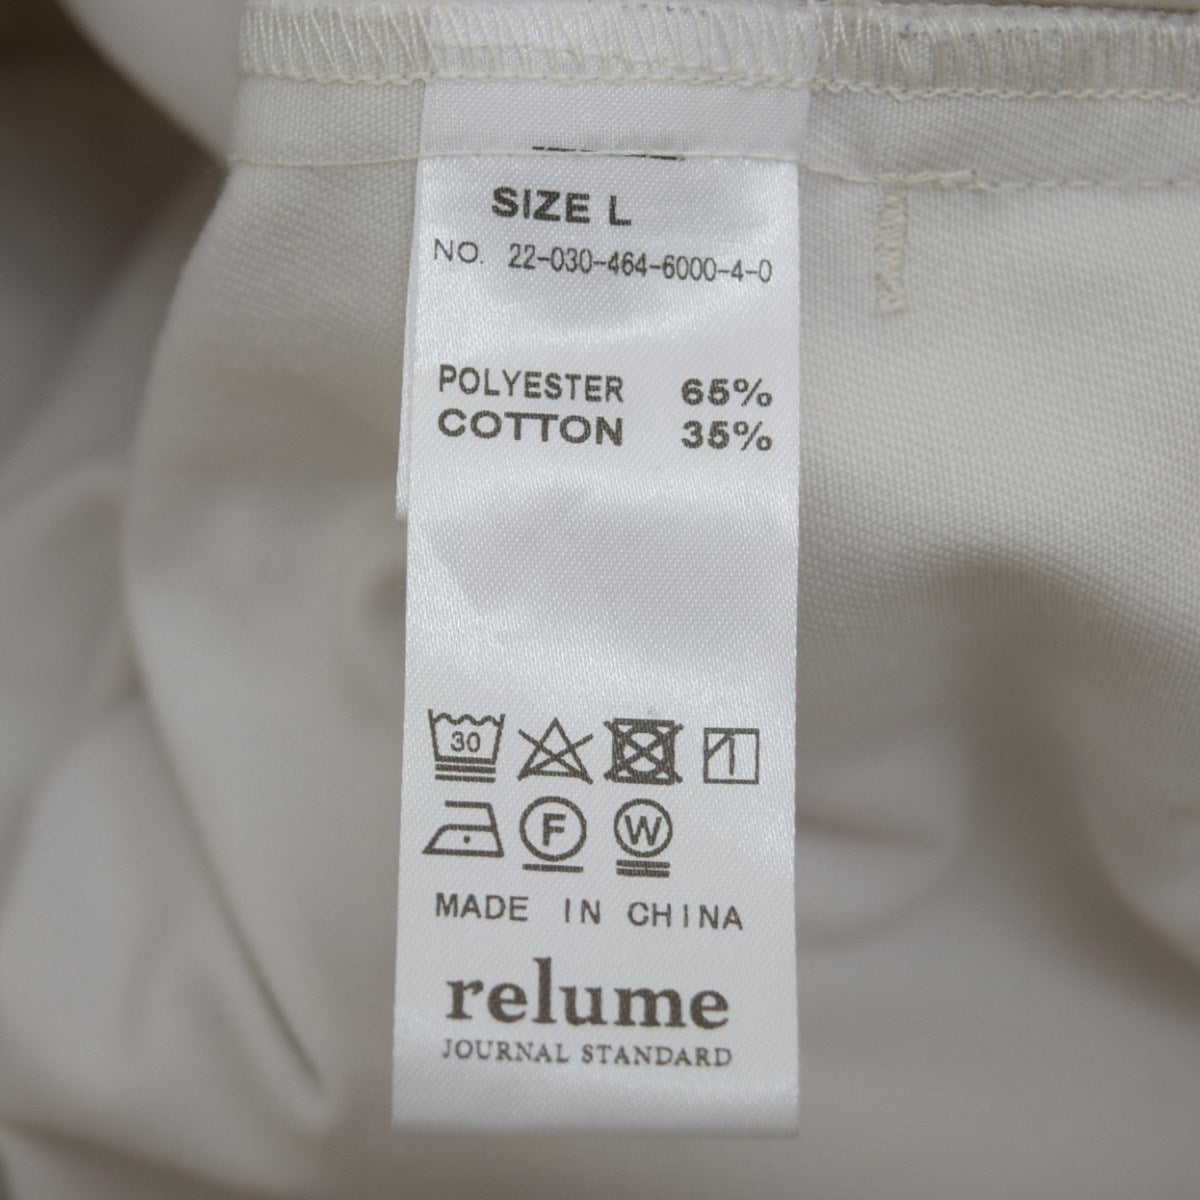 SIZE L
NO. 22-030-464-6000-4-0
POLYESTER 65%
COTTON 35%
30
F W
MADE IN CHINA
relume
JOURNAL STANDARD